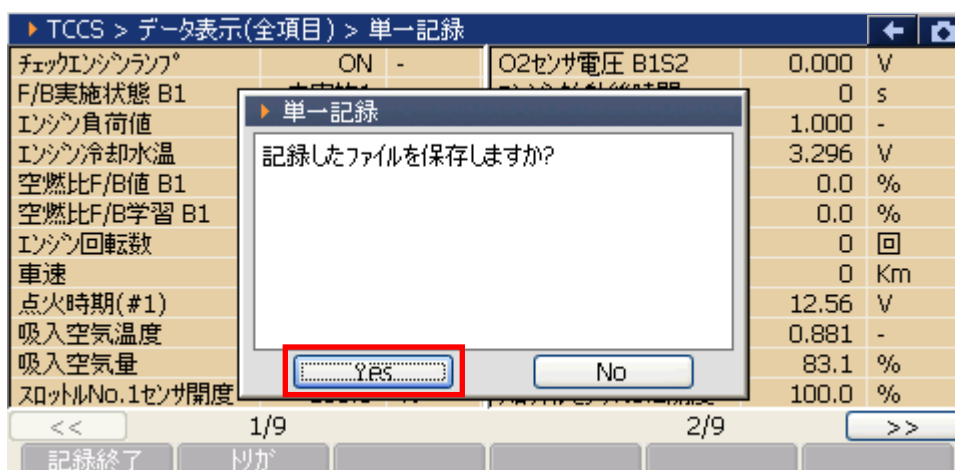 TCCS > データ表示(全項目) > 単一記録
ﾁｪｯｸｴﾝｼﾞﾝﾗﾝﾌﾟ ON - O2ｾﾝｻ電圧 B1S2 0.000 V
F/B実施状態 B1 0 s
ｴﾝｼﾞﾝ負荷値 1.000 -
ｴﾝｼﾞﾝ冷却水温 3.296 V
空燃比F/B値 B1 0.0 %
空燃比F/B学習 B1 0.0 %
ｴﾝｼﾞﾝ回転数 0 回
車速 0 Km
点火時期(#1) 12.56 V
吸入空気温度 0.881 -
吸入空気量 83.1 %
ｽﾛｯﾄﾙNo.1ｾﾝｻ開度 100.0 %
単一記録
記録したファイルを保存しますか?
Yes No
<< 1/9 2/9 >>
記録終了 ﾄﾘｶﾞ